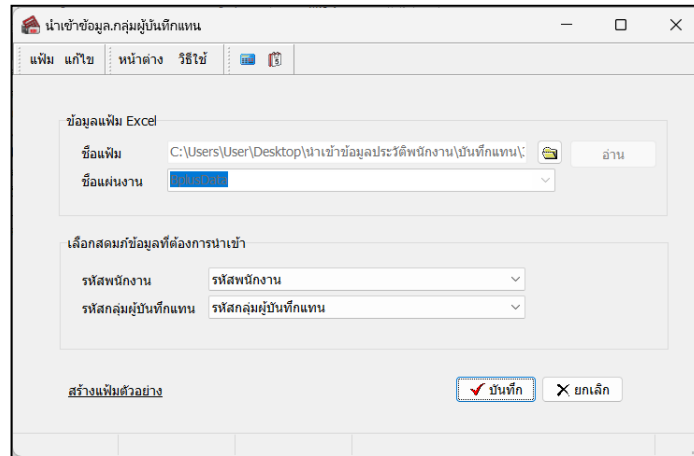 นำเข้าข้อมูล.กลุ่มผู้บันทึกแทน
แฟ้ม แก้ไข หน้าต่าง วิธีใช้
ข้อมูลแฟ้ม Excel
ชื่อแฟ้ม C:\Users\User\Desktop\นำเข้าข้อมูลประวัติพนักงาน\บันทึกแทน\ อ่าน
ชื่อแผ่นงาน BplusData
เลือกสดมภ์ข้อมูลที่ต้องการนำเข้า
รหัสพนักงาน รหัสพนักงาน
รหัสกลุ่มผู้บันทึกแทน รหัสกลุ่มผู้บันทึกแทน
สร้างแฟ้มตัวอย่าง บันทึก ยกเลิก